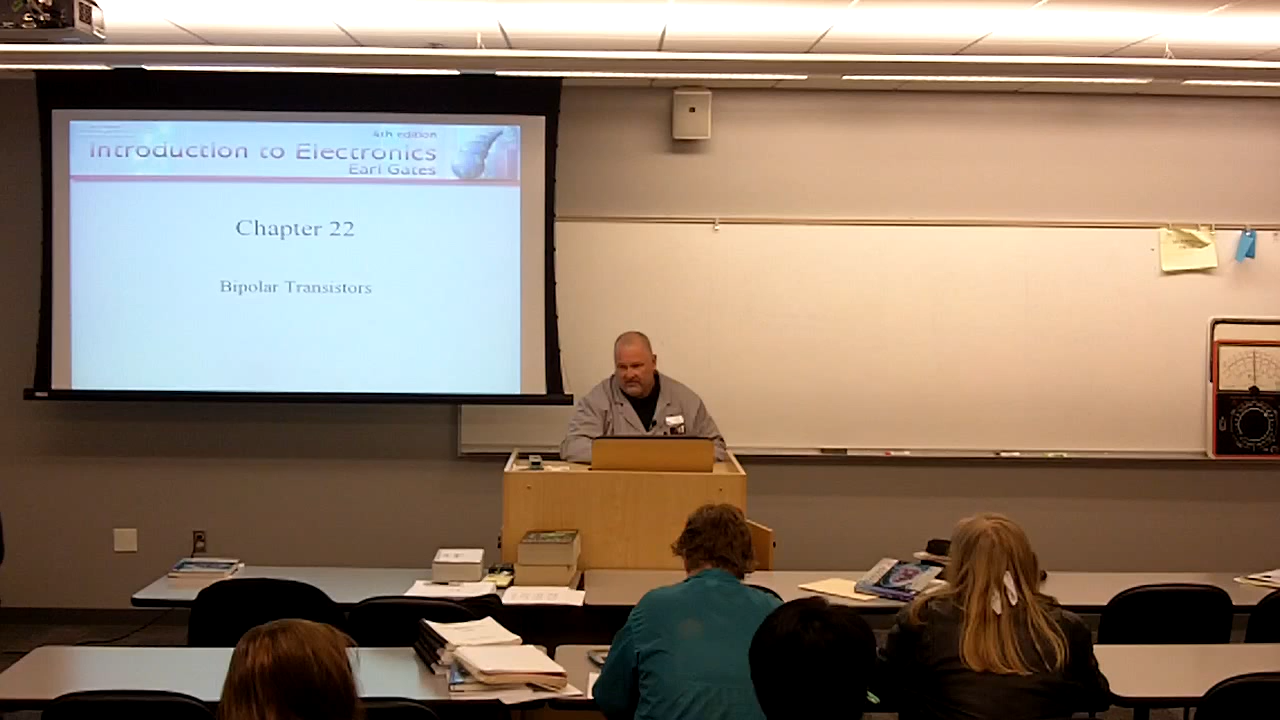 4th edition
Introduction to Electronics
Earl Gates
Chapter 22
Bipolar Transistors